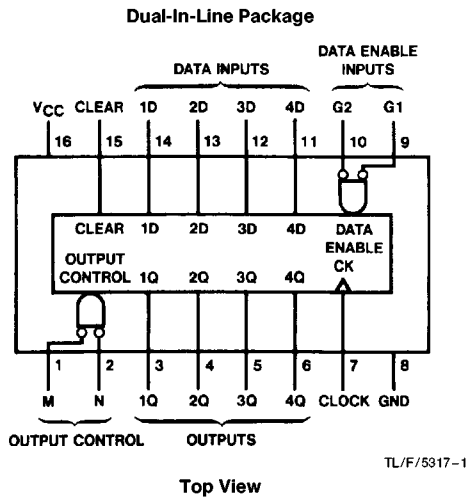 Dual-In-Line Package
DATA ENABLE
DATA INPUTS INPUTS
VCC CLEAR 1D 2D 3D 4D G2 G1
16 15 14 13 12 11 10 9
CLEAR 1D 2D 3D 4D DATA
ENABLE
OUTPUT
CONTROL 1Q 2Q 3Q 4Q CK
1 2 3 4 5 6 7 8
M N 1Q 2Q 3Q 4Q CLOCK GND
OUTPUT CONTROL OUTPUTS
TL/F/5317–1
Top View